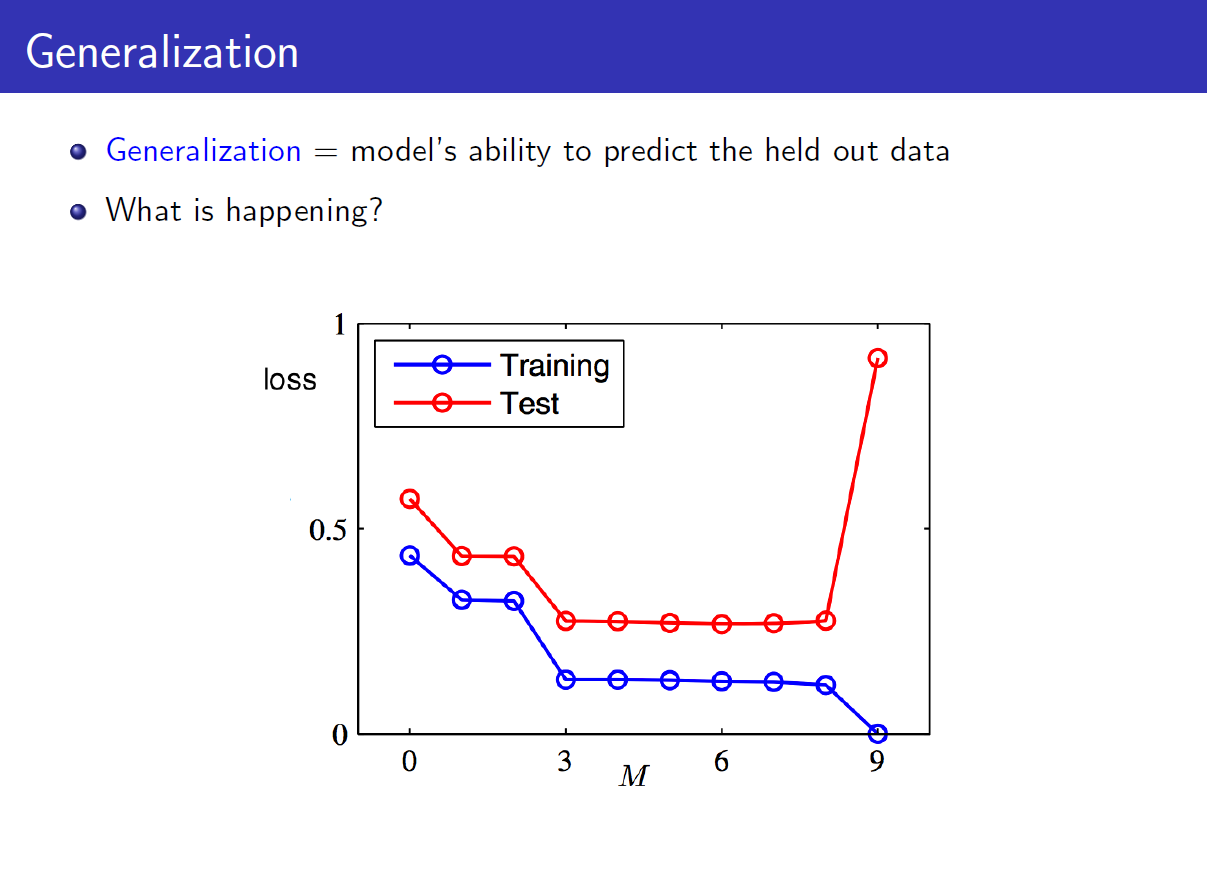 Generalization
Generalization = model's ability to predict the held out data
What is happening?
1
loss
Training
Test
0.5
0
0 3 6 9
M